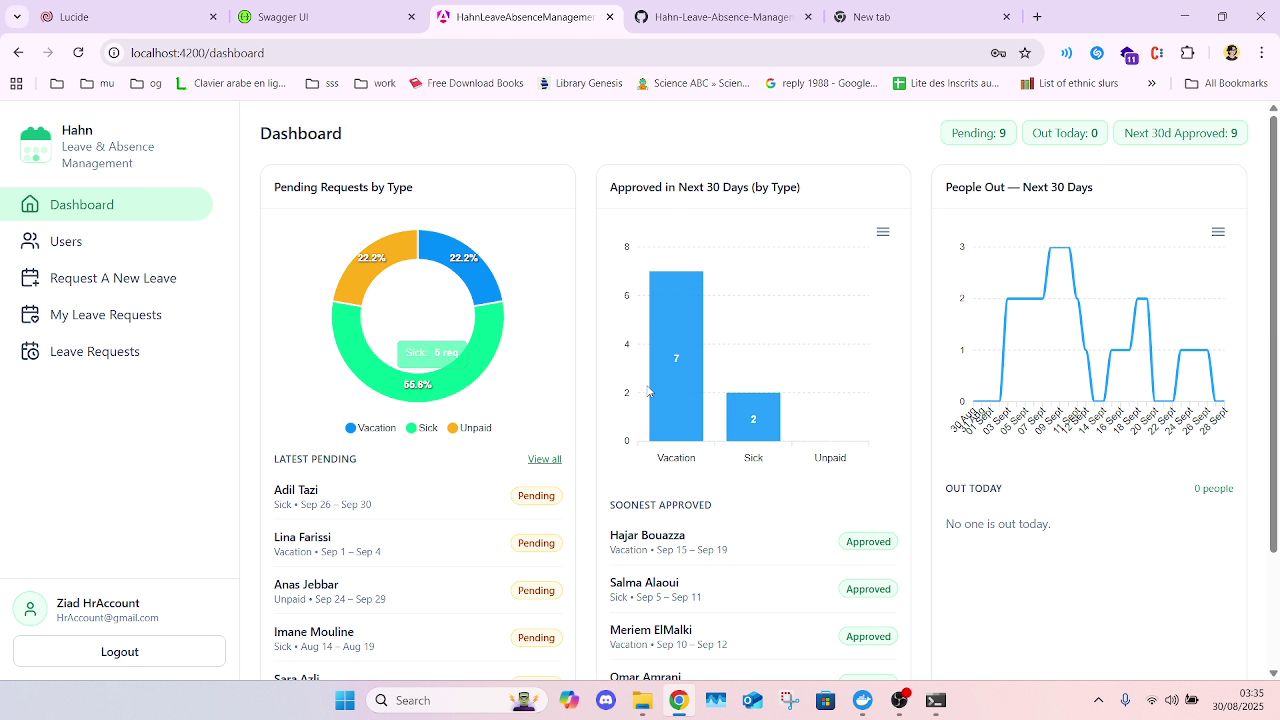 Lucide
Swagger UI
HahnLeaveAbsenceManagemen
Hahn-Leave-Absence-Manager
New tab
localhost:4200/dashboard
11
mu
og
Clavier arabe en lig...
sss
work
Free Download Books
Library Genesis
Science ABC » Scien...
reply 1988 - Google...
Lite des Inscrits au...
List of ethnic slurs
All Bookmarks
Hahn
Leave & Absence
Management
Dashboard
Users
Request A New Leave
My Leave Requests
Leave Requests
Ziad HrAccount
HrAccount@gmail.com
Logout
Dashboard
Pending: 9
Out Today: 0
Next 30d Approved: 9
Pending Requests by Type
22.2%
22.2%
Sick: 5 req
55.6%
Vacation
Sick
Unpaid
LATEST PENDING
View all
Adil Tazi
Sick • Sep 26 – Sep 30
Pending
Lina Farissi
Vacation • Sep 1 – Sep 4
Pending
Anas Jebbar
Unpaid • Sep 24 – Sep 29
Pending
Imane Mouline
Sick • Aug 14 – Aug 19
Pending
Sara Azli
Approved in Next 30 Days (by Type)
8
6
4
2
0
7
2
Vacation
Sick
Unpaid
SOONEST APPROVED
Hajar Bouazza
Vacation • Sep 15 – Sep 19
Approved
Salma Alaoui
Sick • Sep 5 – Sep 11
Approved
Meriem ElMalki
Vacation • Sep 10 – Sep 12
Approved
Omar Amrani
People Out — Next 30 Days
3
2
1
0
30 Aug
01 Sept
03 Sept
05 Sept
07 Sept
09 Sept
11 Sept
12 Sept
14 Sept
16 Sept
18 Sept
20 Sept
22 Sept
24 Sept
26 Sept
28 Sept
OUT TODAY
0 people
No one is out today.
Search
03:35
30/08/2025